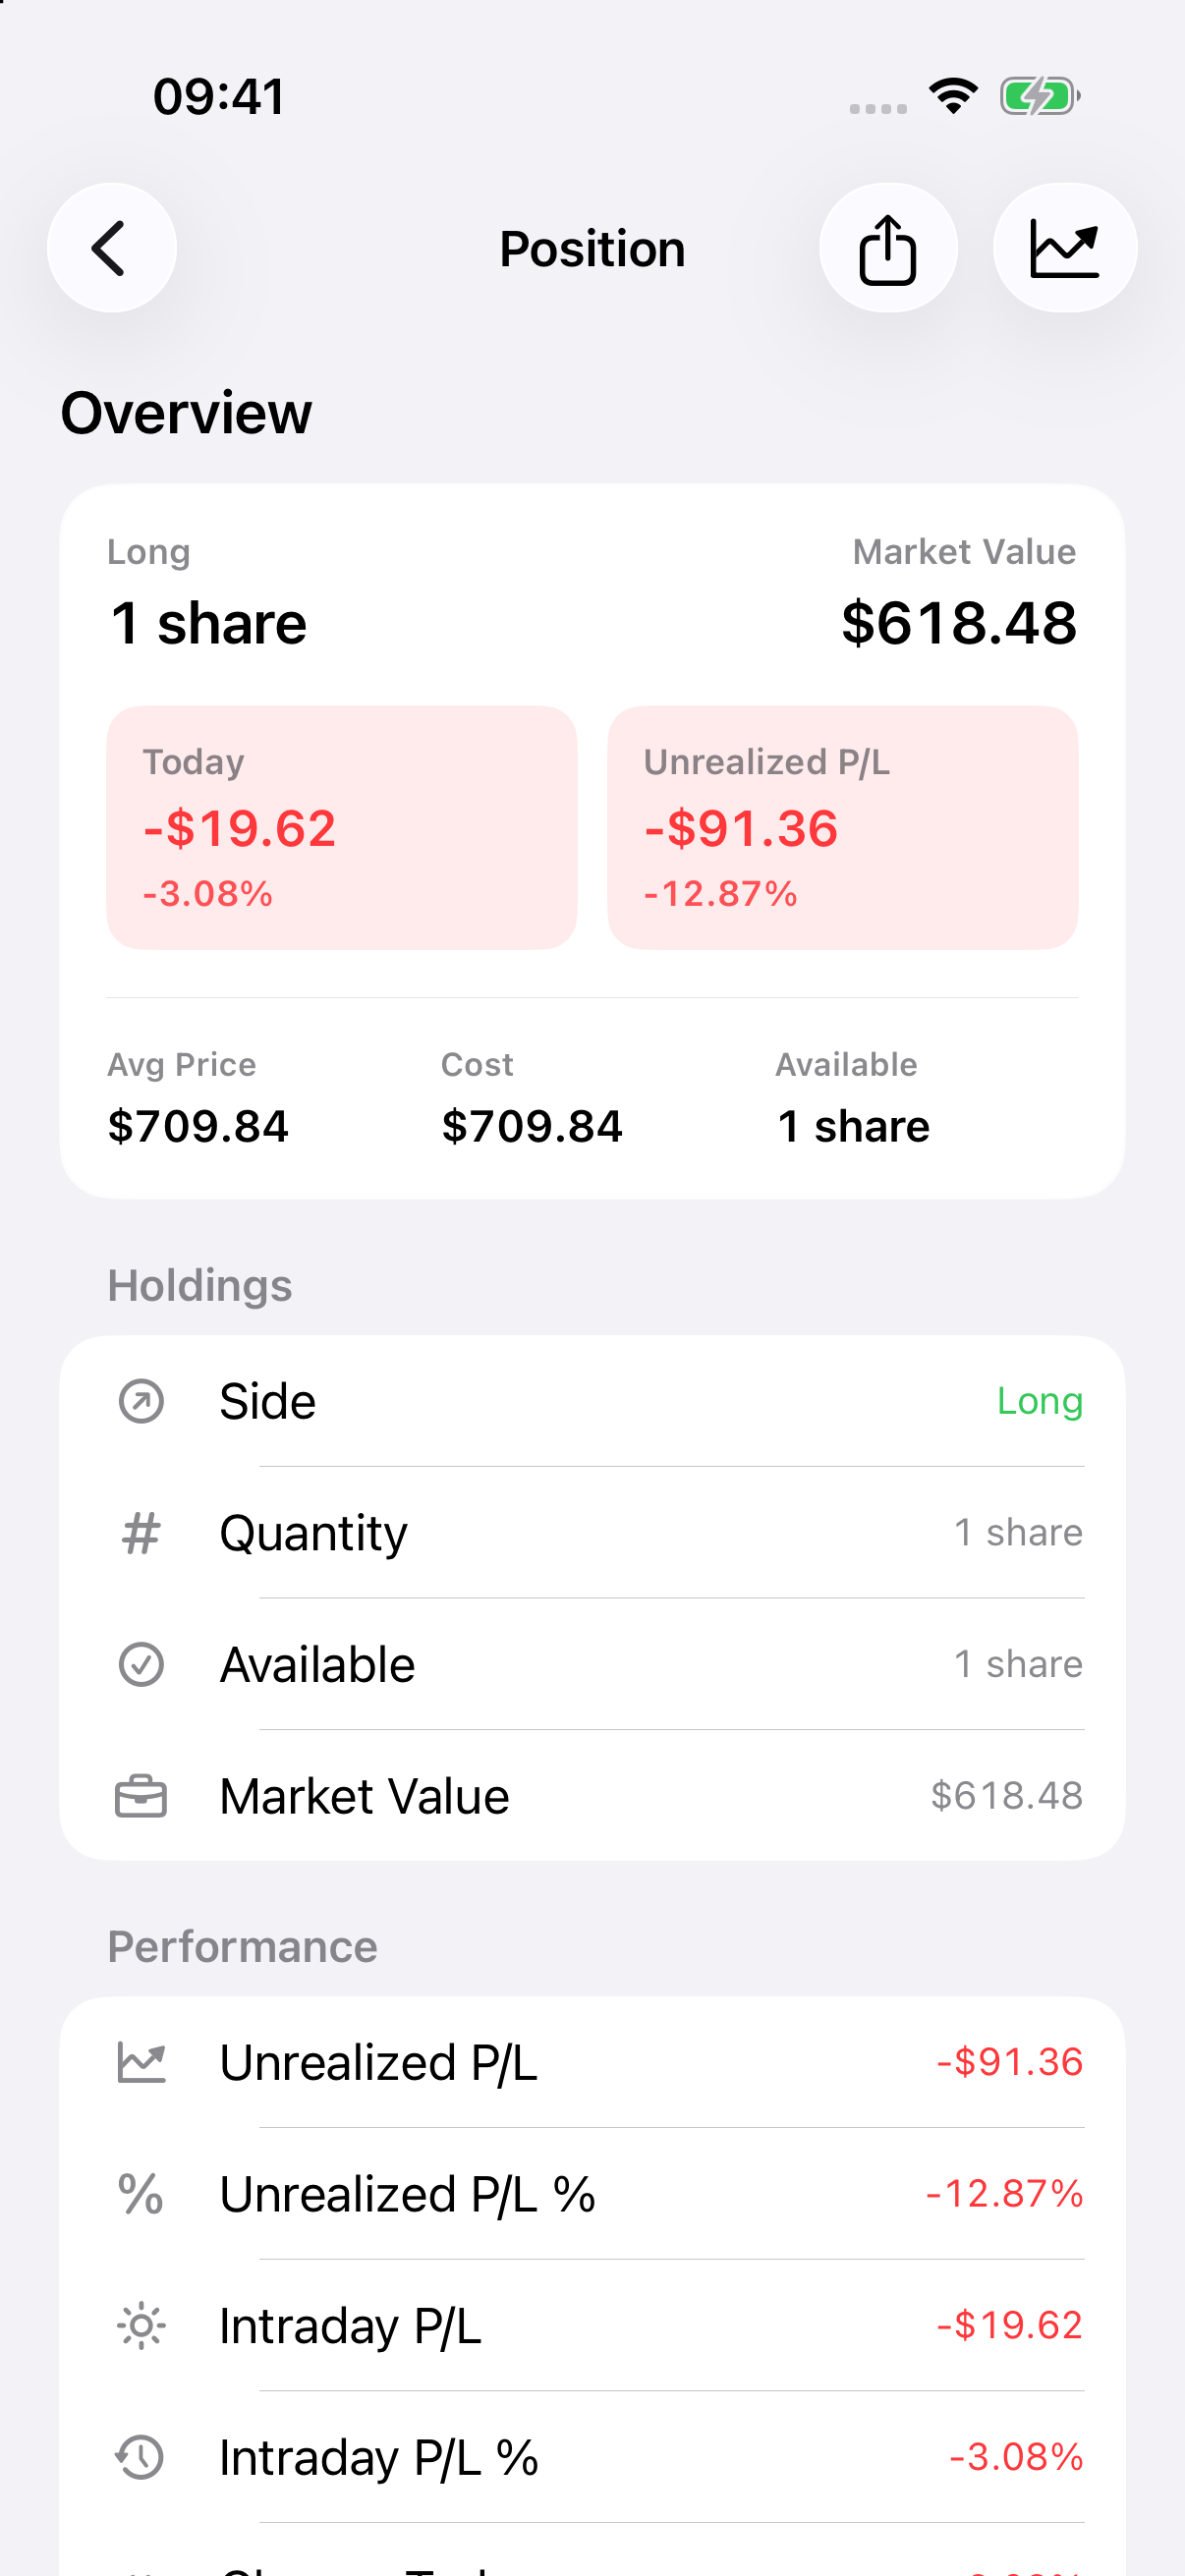 09:41
Position
Overview
Long Market Value
1 share $618.48
Today Unrealized P/L
-$19.62 -$91.36
-3.08% -12.87%
Avg Price Cost Available
$709.84 $709.84 1 share
Holdings
Side Long
# Quantity 1 share
Available 1 share
Market Value $618.48
Performance
Unrealized P/L -$91.36
% Unrealized P/L % -12.87%
Intraday P/L -$19.62
Intraday P/L % -3.08%